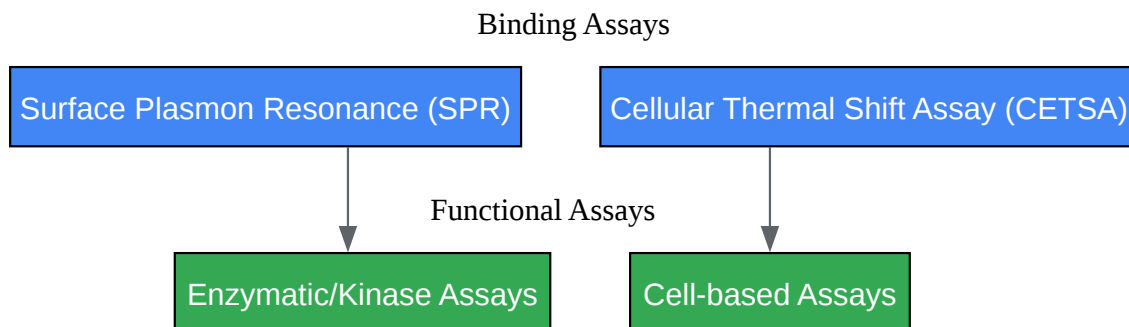 Binding Assays
Surface Plasmon Resonance (SPR)
Cellular Thermal Shift Assay (CETSA)
Functional Assays
Enzymatic/Kinase Assays
Cell-based Assays